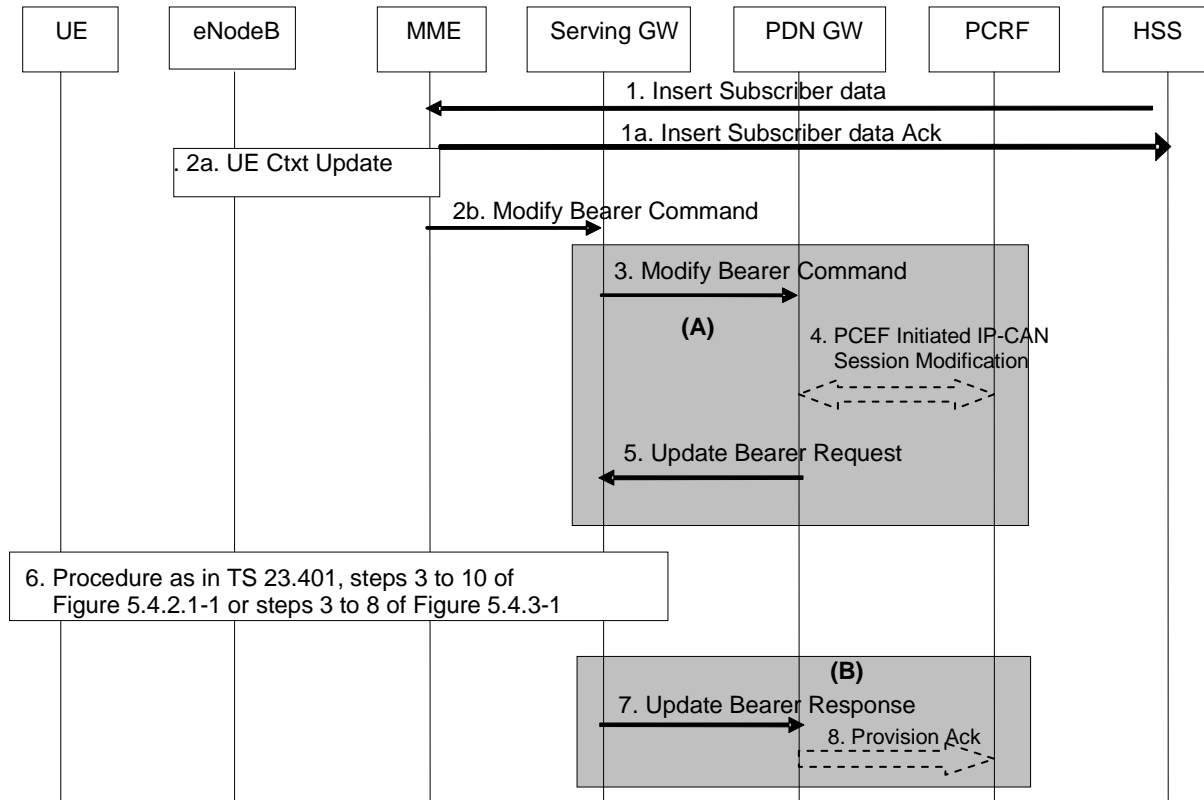 UE eNodeB MME Serving GW PDN GW PCRF HSS
1. Insert Subscriber data
1a. Insert Subscriber data Ack
. 2a. UE Ctxt Update
2b. Modify Bearer Command
3. Modify Bearer Command
(A)
4. PCEF Initiated IP-CAN
Session Modification
5. Update Bearer Request
6. Procedure as in TS 23.401, steps 3 to 10 of
Figure 5.4.2.1-1 or steps 3 to 8 of Figure 5.4.3-1
(B)
7. Update Bearer Response
8. Provision Ack